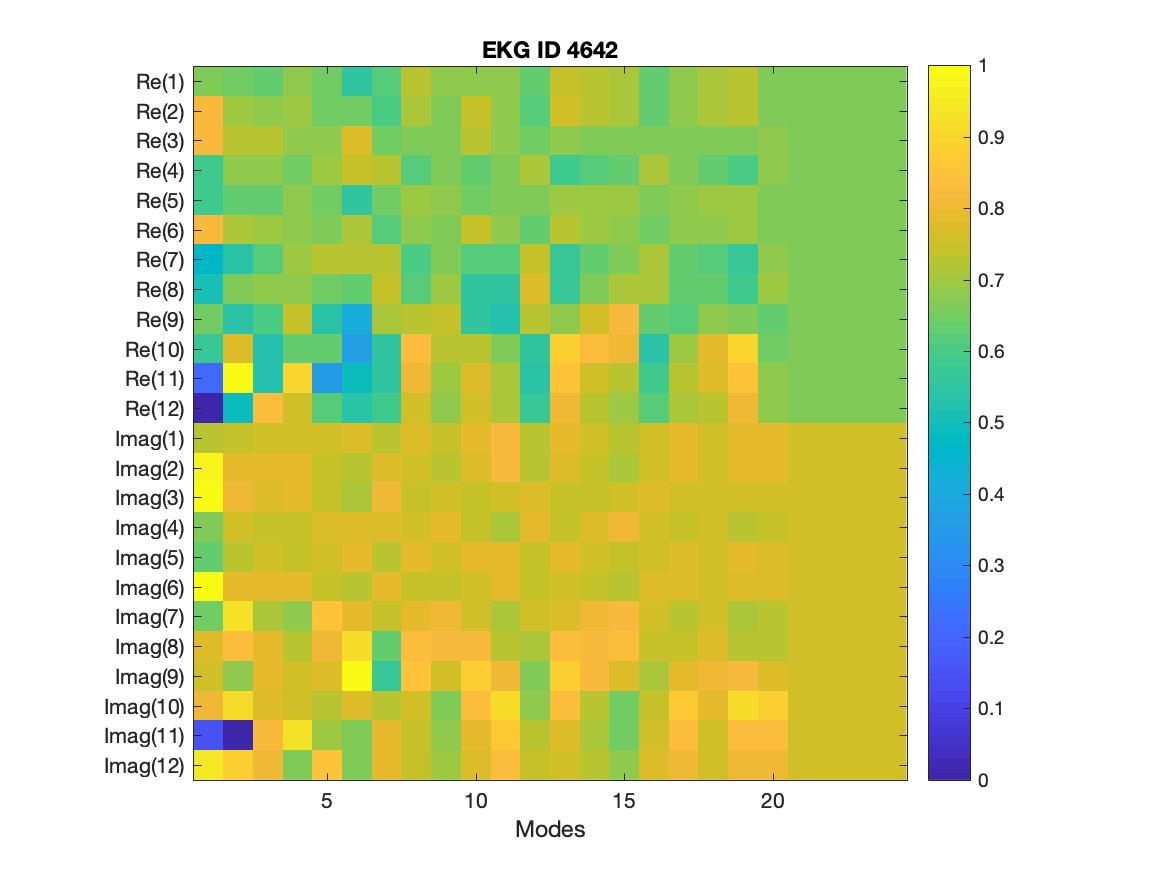 EKG ID 4642
Re(1)
Re(2)
Re(3)
Re(4)
Re(5)
Re(6)
Re(7)
Re(8)
Re(9)
Re(10)
Re(11)
Re(12)
Imag(1)
Imag(2)
Imag(3)
Imag(4)
Imag(5)
Imag(6)
Imag(7)
Imag(8)
Imag(9)
Imag(10)
Imag(11)
Imag(12)
5 10 15 20
Modes
1
0.9
0.8
0.7
0.6
0.5
0.4
0.3
0.2
0.1
0